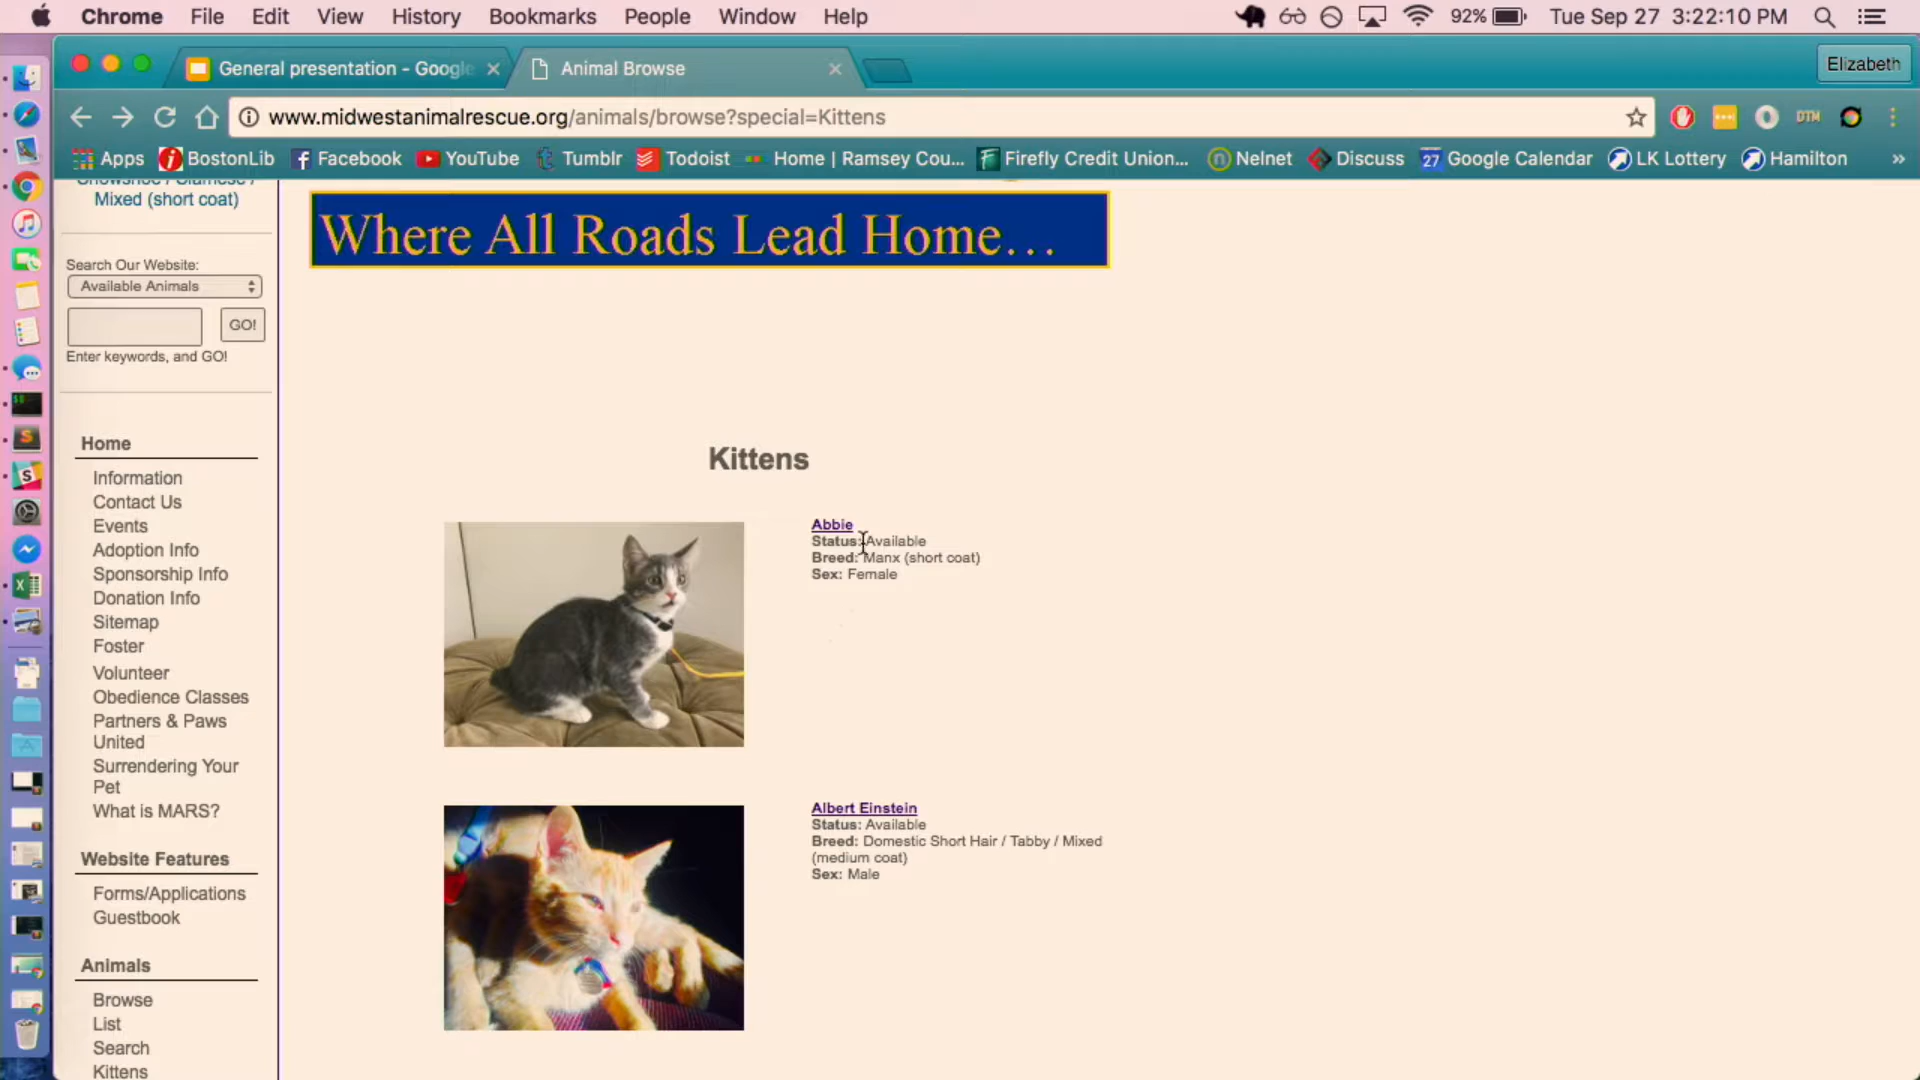 Chrome File Edit View History Bookmarks People Window Help 92% Tue Sep 27 3:22:10 PM
General presentation - Google Animal Browse Elizabeth
www.midwestanimalrescue.org/animals/browse?special=Kittens DTM
Apps BostonLib Facebook YouTube Tumblr Todoist Home | Ramsey Cou... Firefly Credit Union... Nelnet Discuss 27 Google Calendar LK Lottery Hamilton »
Snowshoe / Siamese /
Mixed (short coat)
Where All Roads Lead Home...
Search Our Website:
Available Animals
GO!
Enter keywords, and GO!
Home
Information
Contact Us
Events
Adoption Info
Sponsorship Info
Donation Info
Sitemap
Foster
Volunteer
Obedience Classes
Partners & Paws
United
Surrendering Your
Pet
What is MARS?
Website Features
Forms/Applications
Guestbook
Animals
Browse
List
Search
Kittens
Kittens
Abbie
Status: Available
Breed: Manx (short coat)
Sex: Female
Albert Einstein
Status: Available
Breed: Domestic Short Hair / Tabby / Mixed
(medium coat)
Sex: Male